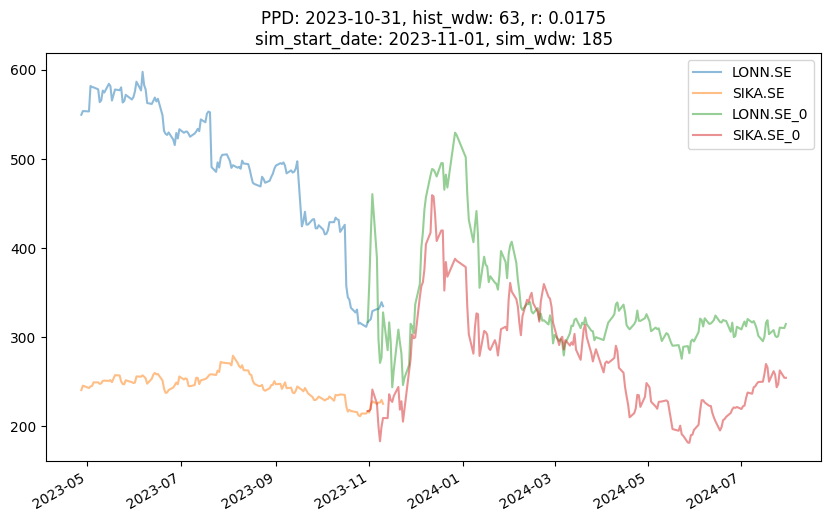 PPD: 2023-10-31, hist_wdw: 63, r: 0.0175
sim_start_date: 2023-11-01, sim_wdw: 185
LONN.SE
SIKA.SE
LONN.SE_0
SIKA.SE_0
600
500
400
300
200
2023-05
2023-07
2023-09
2023-11
2024-01
2024-03
2024-05
2024-07